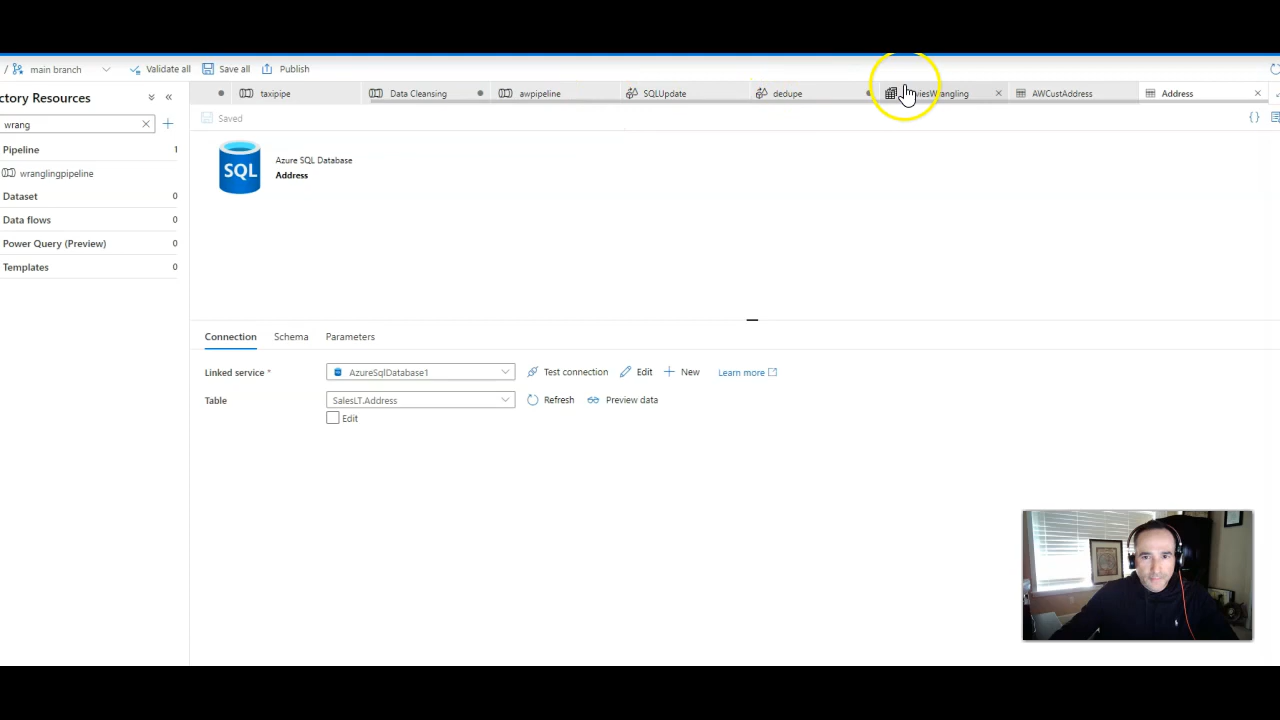 / main branch Validate all Save all Publish
ctory Resources
taxipipe Data Cleansing awpipeline SQLUpdate dedupe AWCustAddress Address
wrang
Saved
Pipeline 1
wranglingpipeline
Dataset 0
Data flows 0
Power Query (Preview) 0
Templates 0
SQL
Azure SQL Database
Address
Connection Schema Parameters
Linked service * AzureSqlDatabase1 Test connection Edit New Learn more
Table SalesLT.Address Refresh Preview data
Edit